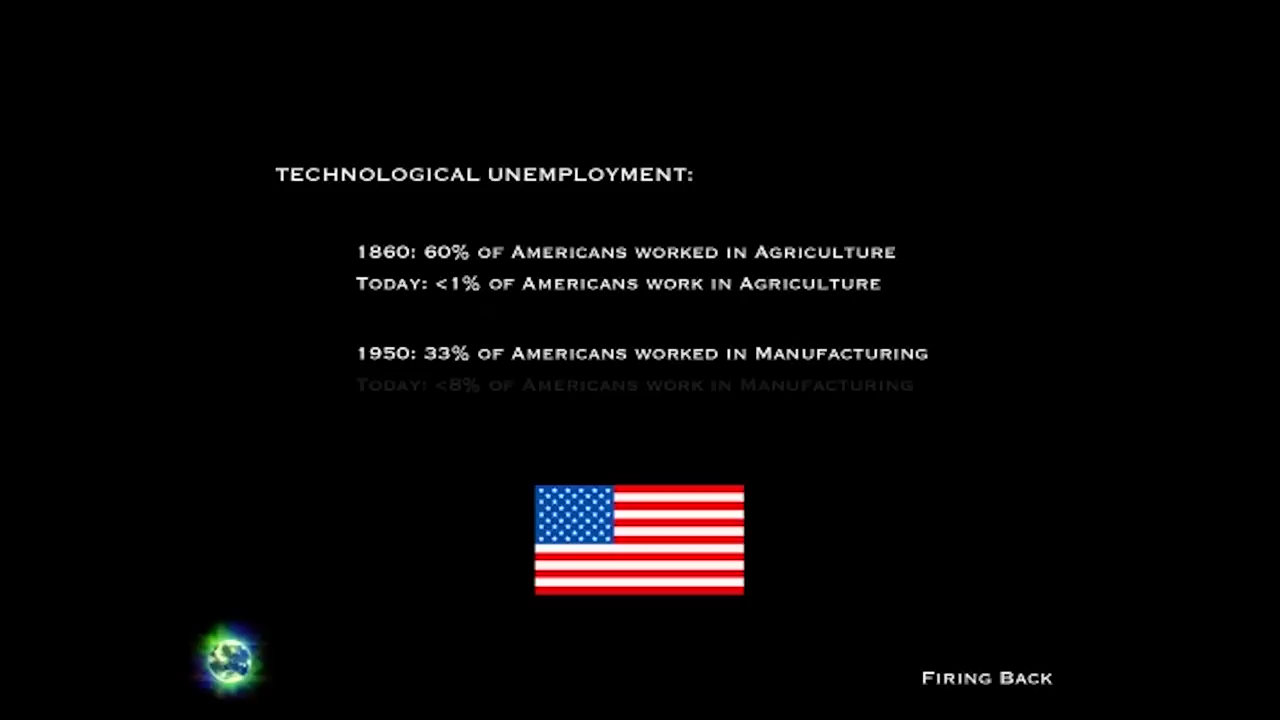 TECHNOLOGICAL UNEMPLOYMENT:
1860: 60% OF AMERICANS WORKED IN AGRICULTURE
TODAY: <1% OF AMERICANS WORK IN AGRICULTURE
1950: 33% OF AMERICANS WORKED IN MANUFACTURING
TODAY: <8% OF AMERICANS WORK IN MANUFACTURING
FIRING BACK